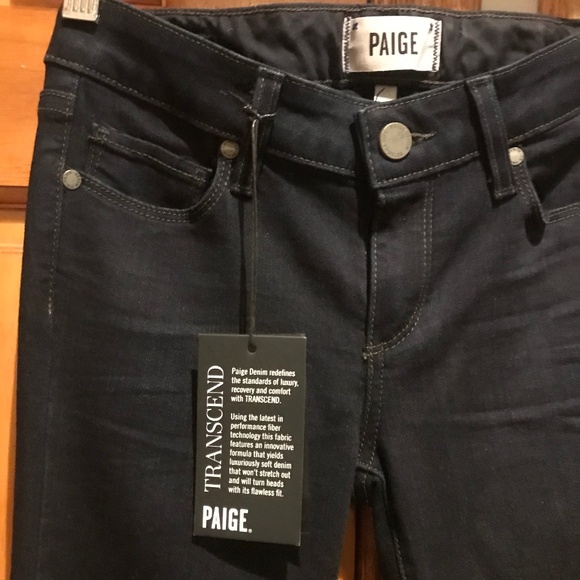 PAIGE
TRANSCEND
Paige Denim redefines
the standards of luxury,
recovery and comfort
with TRANSCEND.
Using the latest in
performance fiber
technology this fabric
features an innovative
formula that yields
luxuriously soft denim
that won't stretch out
and will turn heads
with its flawless fit.
PAIGE.